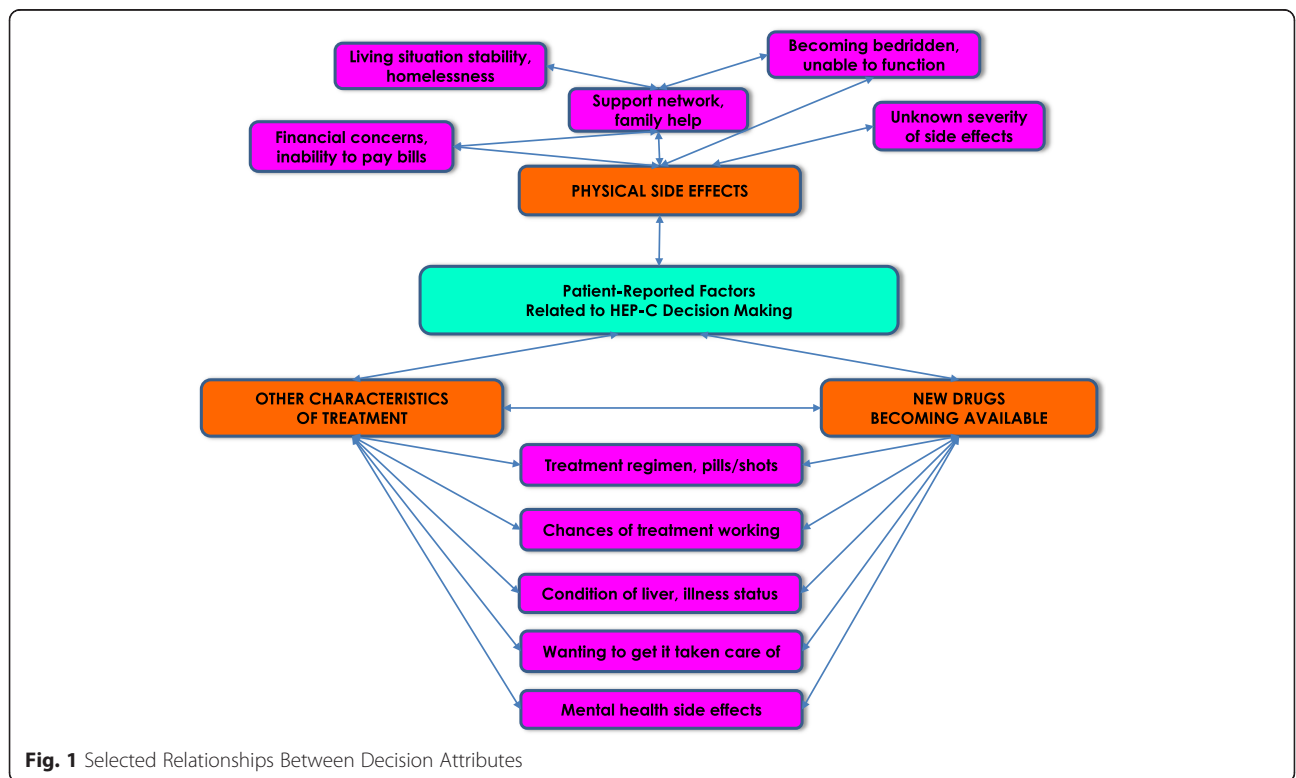 Living situation stability,
homelessness
Becoming bedridden,
unable to function
Support network,
family help
Unknown severity
of side effects
Financial concerns,
inability to pay bills
PHYSICAL SIDE EFFECTS
Patient-Reported Factors
Related to HEP-C Decision Making
OTHER CHARACTERISTICS
OF TREATMENT
NEW DRUGS
BECOMING AVAILABLE
Treatment regimen, pills/shots
Chances of treatment working
Condition of liver, illness status
Wanting to get it taken care of
Mental health side effects
Fig. 1 Selected Relationships Between Decision Attributes